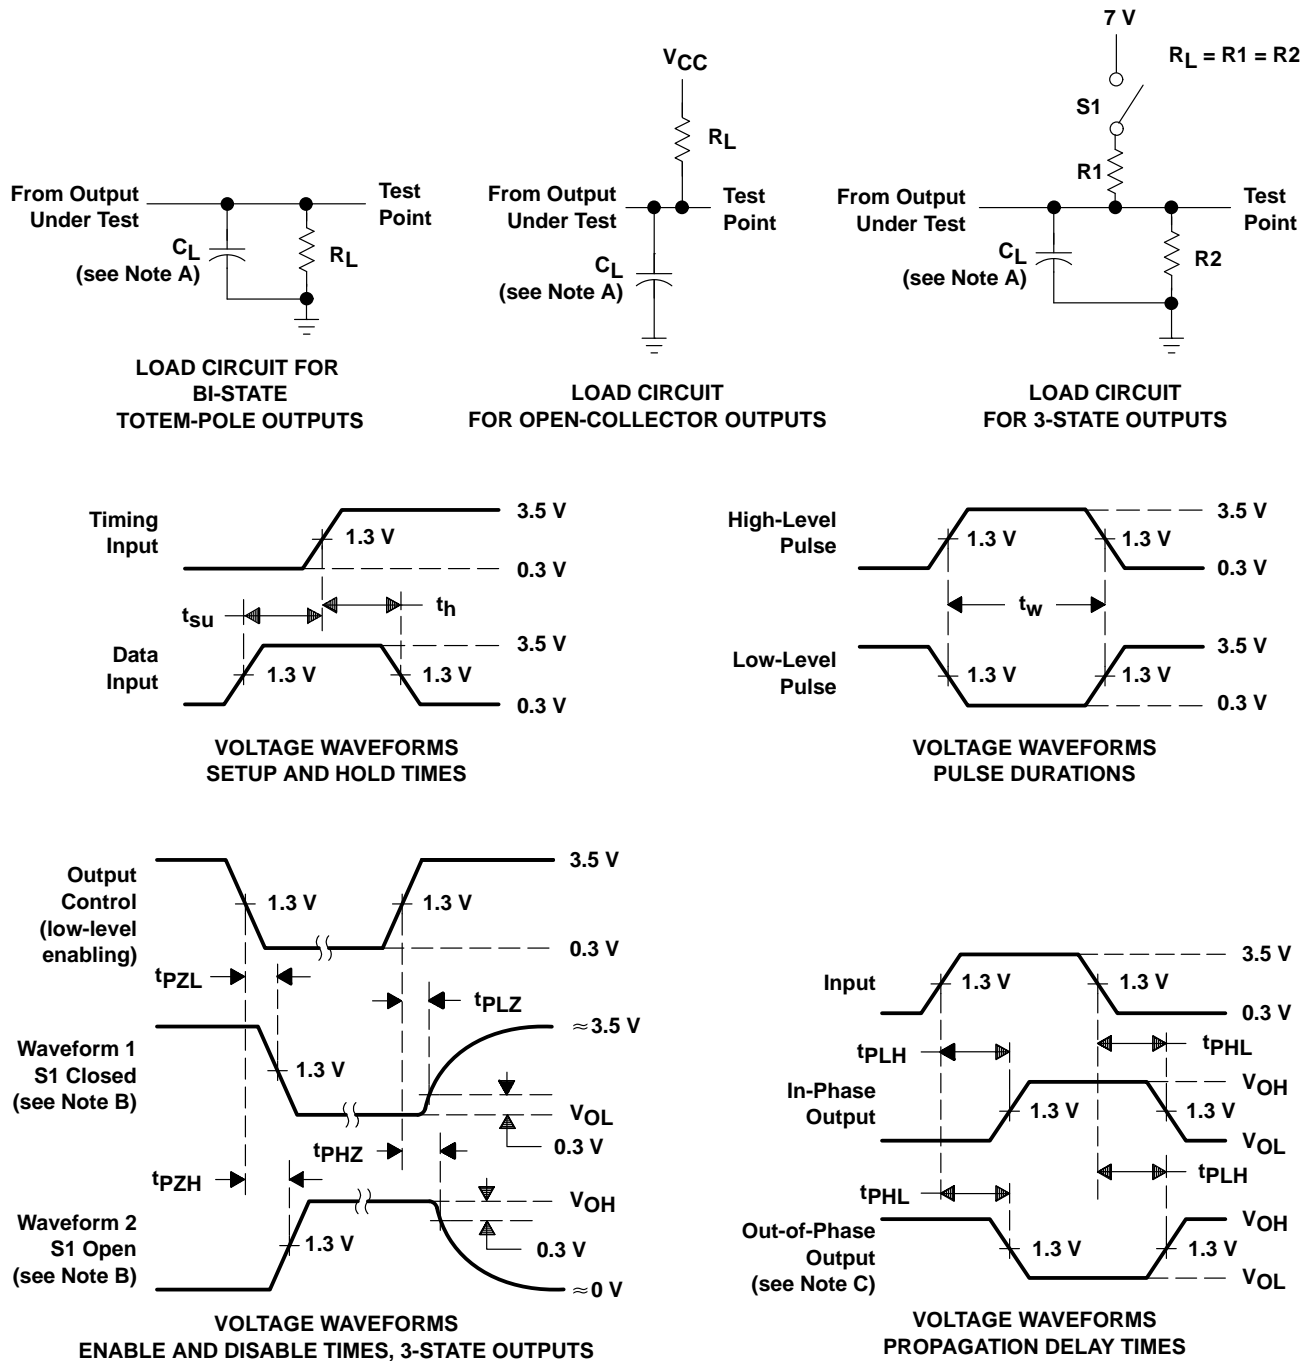 7 V
RL = R1 = R2
S1
R1
From Output
Under Test
Test
Point
CL
(see Note A)
R2
LOAD CIRCUIT
FOR 3-STATE OUTPUTS
VCC
RL
From Output
Under Test
Test
Point
CL
(see Note A)
LOAD CIRCUIT
FOR OPEN-COLLECTOR OUTPUTS
From Output
Under Test
Test
Point
CL
(see Note A)
RL
LOAD CIRCUIT FOR
BI-STATE
TOTEM-POLE OUTPUTS
Timing
Input
1.3 V
3.5 V
0.3 V
tsu
th
Data
Input
1.3 V
1.3 V
3.5 V
0.3 V
VOLTAGE WAVEFORMS
SETUP AND HOLD TIMES
High-Level
Pulse
1.3 V
1.3 V
3.5 V
0.3 V
tw
Low-Level
Pulse
1.3 V
1.3 V
3.5 V
0.3 V
VOLTAGE WAVEFORMS
PULSE DURATIONS
Output
Control
(low-level
enabling)
1.3 V
1.3 V
3.5 V
0.3 V
tPZL
tPLZ
Waveform 1
S1 Closed
(see Note B)
1.3 V
≈3.5 V
VOL
0.3 V
tPZH
tPHZ
Waveform 2
S1 Open
(see Note B)
1.3 V
VOH
0.3 V
≈0 V
VOLTAGE WAVEFORMS
ENABLE AND DISABLE TIMES, 3-STATE OUTPUTS
Input
1.3 V
1.3 V
3.5 V
0.3 V
tPLH
tPHL
In-Phase
Output
1.3 V
1.3 V
VOH
VOL
tPHL
tPLH
Out-of-Phase
Output
(see Note C)
1.3 V
1.3 V
VOH
VOL
VOLTAGE WAVEFORMS
PROPAGATION DELAY TIMES